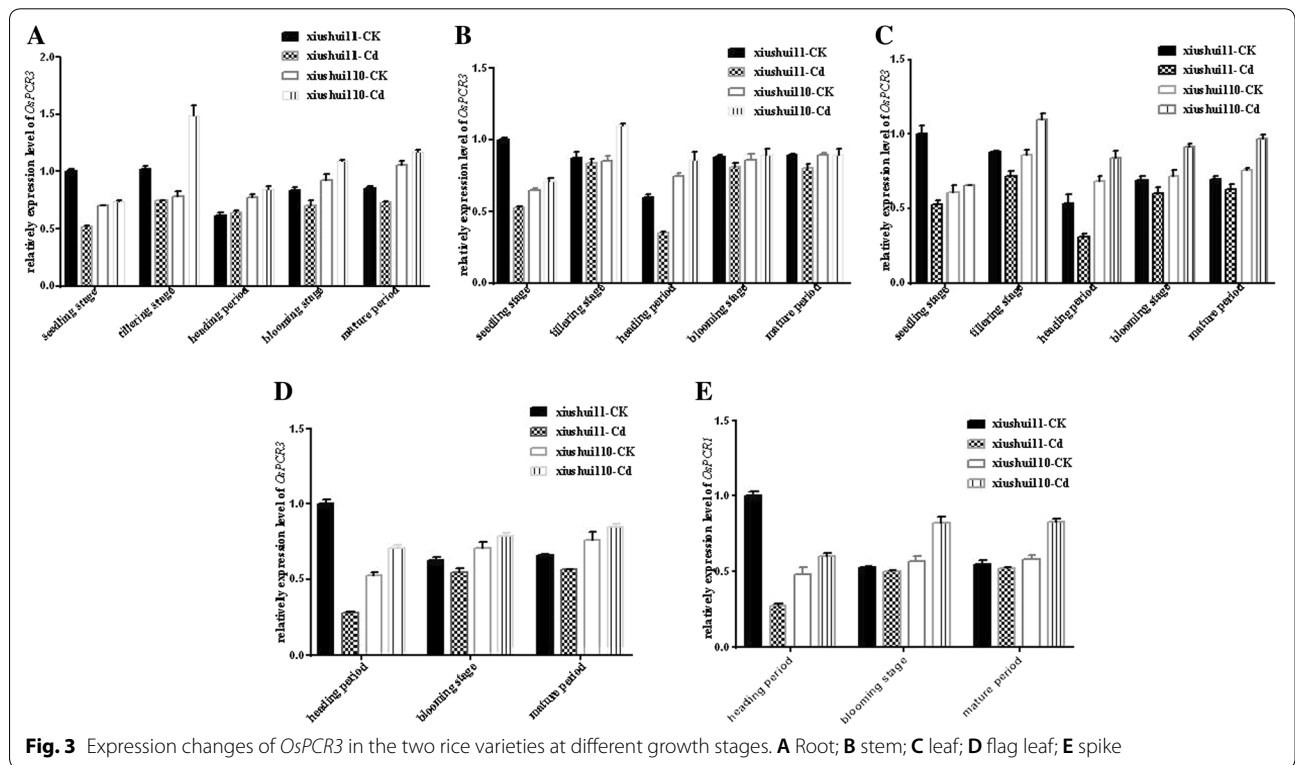 A
xiushui11-CK
xiushui11-Cd
xiushui110-CK
xiushui110-Cd
relatively expression level of OsPCR3
2.0
1.5
1.0
0.5
0.0
seedling stage
tillering stage
heading period
blooming stage
mature period
B
xiushui11-CK
xiushui11-Cd
xiushui110-CK
xiushui110-Cd
relatively expression level of OsPCR3
1.5
1.0
0.5
0.0
seedling stage
tillering stage
heading period
blooming stage
mature period
C
xiushui11-CK
xiushui11-Cd
xiushui110-CK
xiushui110-Cd
relatively expression level of OsPCR3
1.5
1.0
0.5
0.0
seedling stage
tillering stage
heading period
blooming stage
mature period
D
xiushui11-CK
xiushui11-Cd
xiushui110-CK
xiushui110-Cd
relatively expression level of OsPCR3
1.5
1.0
0.5
0.0
heading period
blooming stage
mature period
E
xiushui11-CK
xiushui11-Cd
xiushui110-CK
xiushui110-Cd
relatively expression level of OsPCR1
1.5
1.0
0.5
0.0
heading period
blooming stage
mature period
Fig. 3 Expression changes of OsPCR3 in the two rice varieties at different growth stages. A Root; B stem; C leaf; D flag leaf; E spike